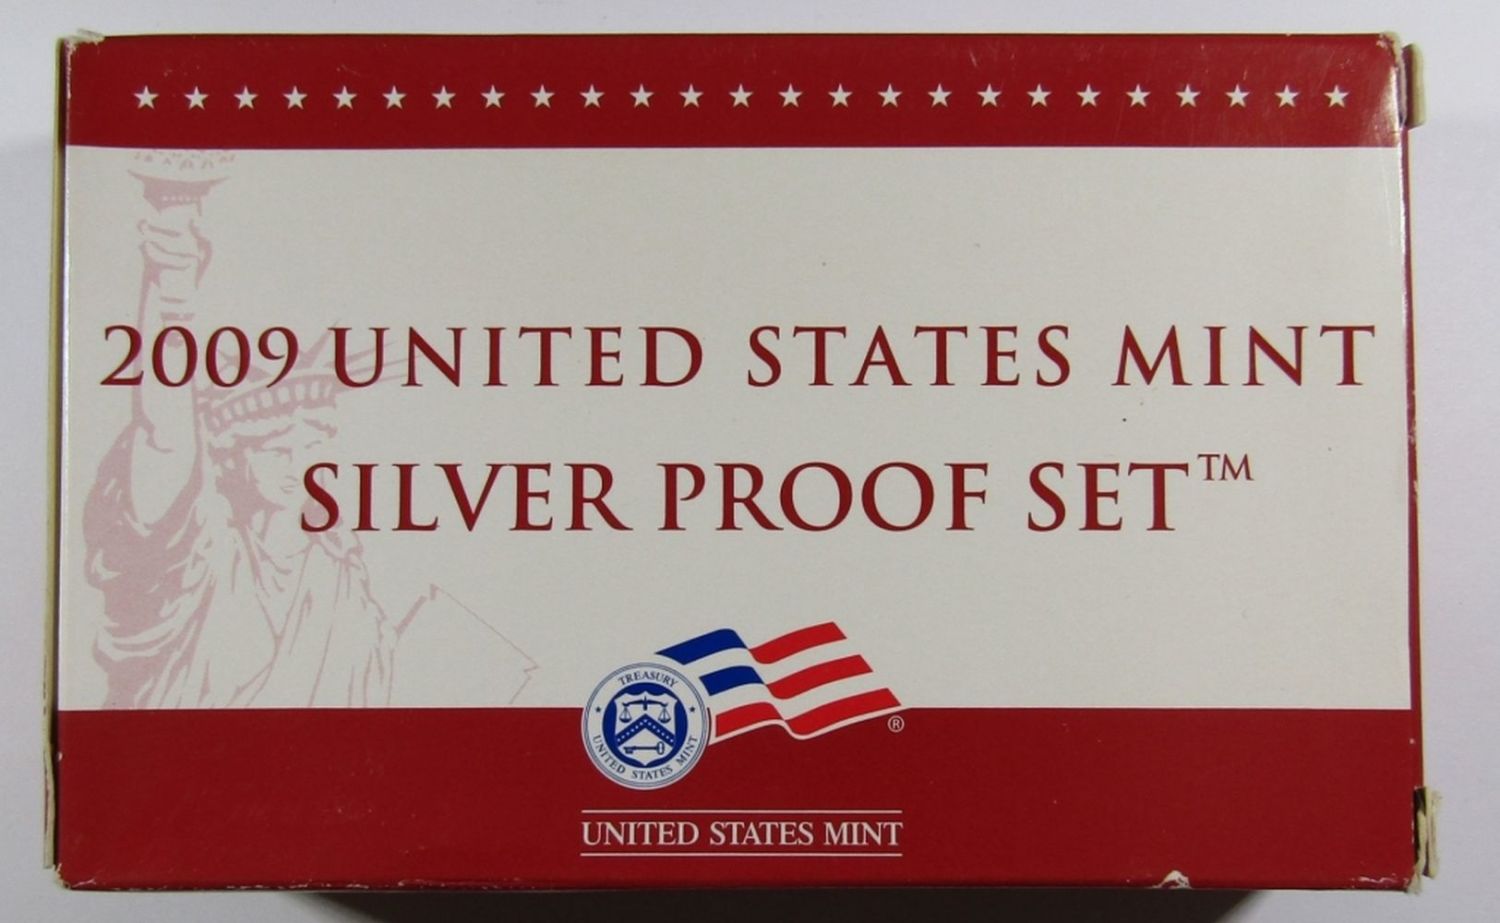 2009 UNITED STATES MINT
SILVER PROOF SET™
TREASURY
UNITED STATES MINT
®
UNITED STATES MINT